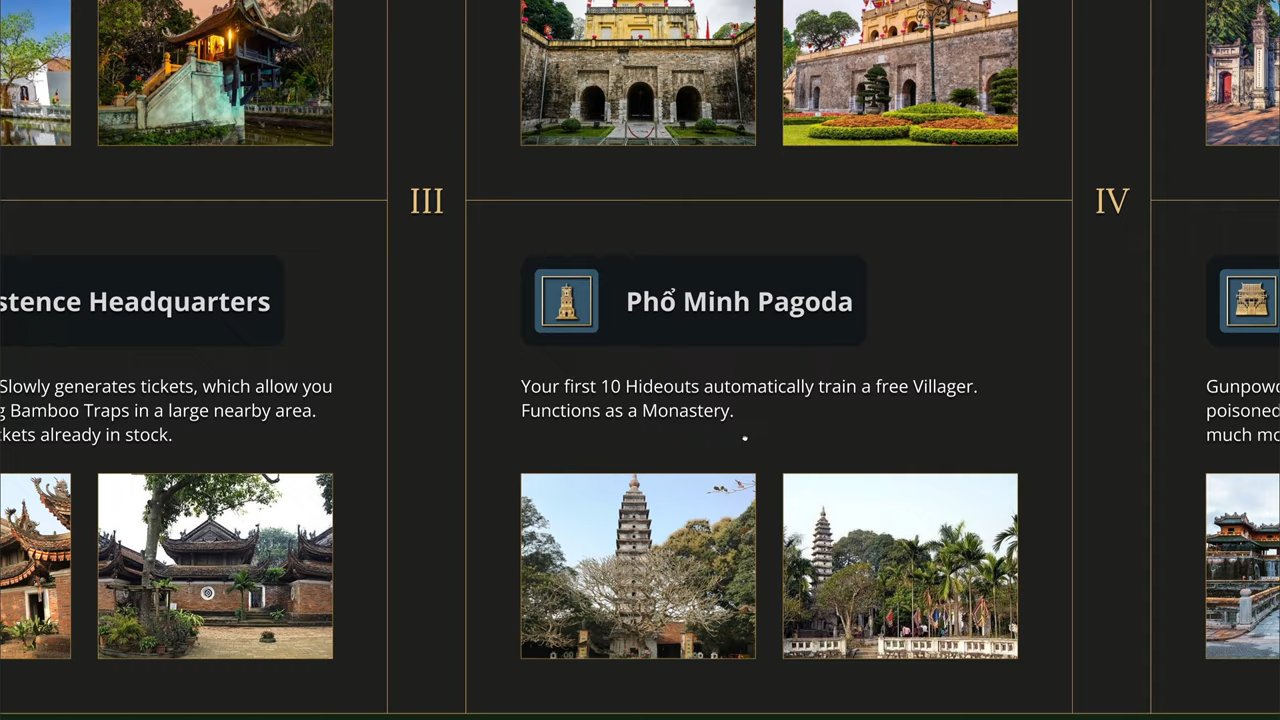 III
IV
stence Headquarters
Slowly generates tickets, which allow you
g Bamboo Traps in a large nearby area.
ckets already in stock.
Phổ Minh Pagoda
Your first 10 Hideouts automatically train a free Villager.
Functions as a Monastery.
Gunpowd
poisoned
much mo